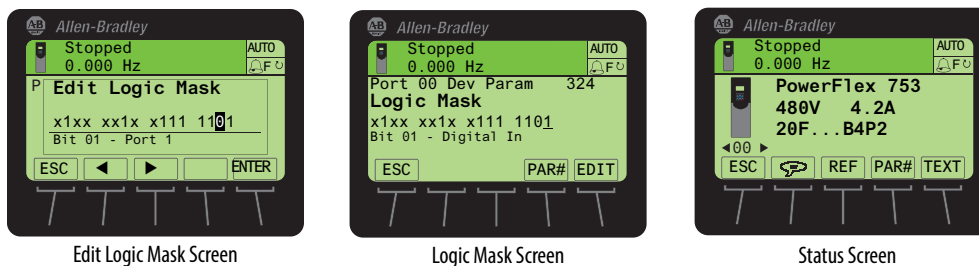 AB Allen-Bradley
Stopped AUTO
0.000 Hz F
P Edit Logic Mask
x1xx xx1x x111 1101
Bit 01 - Port 1
ESC ENTER
Edit Logic Mask Screen
AB Allen-Bradley
Stopped AUTO
0.000 Hz F
Port 00 Dev Param 324
Logic Mask
x1xx xx1x x111 1101
Bit 01 - Digital In
ESC PAR# EDIT
Logic Mask Screen
AB Allen-Bradley
Stopped AUTO
0.000 Hz F
PowerFlex 753
480V 4.2A
20F...B4P2
00
ESC REF PAR# TEXT
Status Screen